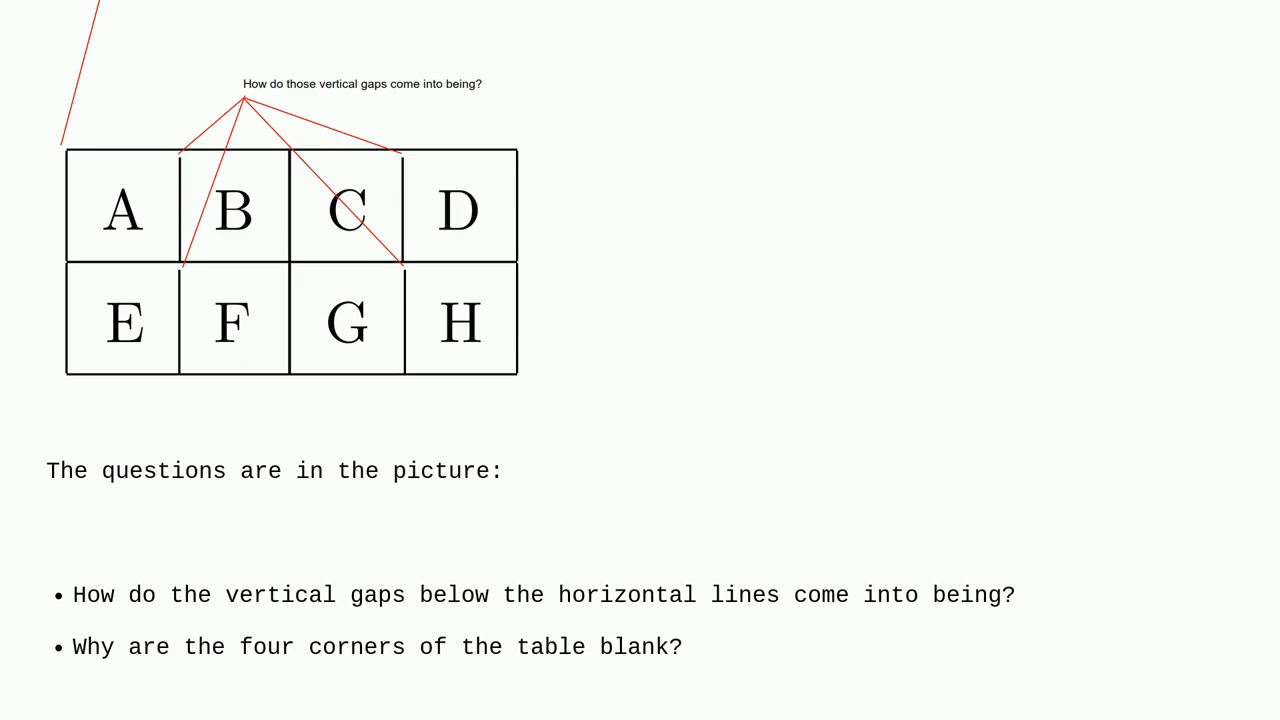 How do those vertical gaps come into being?
A B C D
E F G H
The questions are in the picture:
• How do the vertical gaps below the horizontal lines come into being?
• Why are the four corners of the table blank?